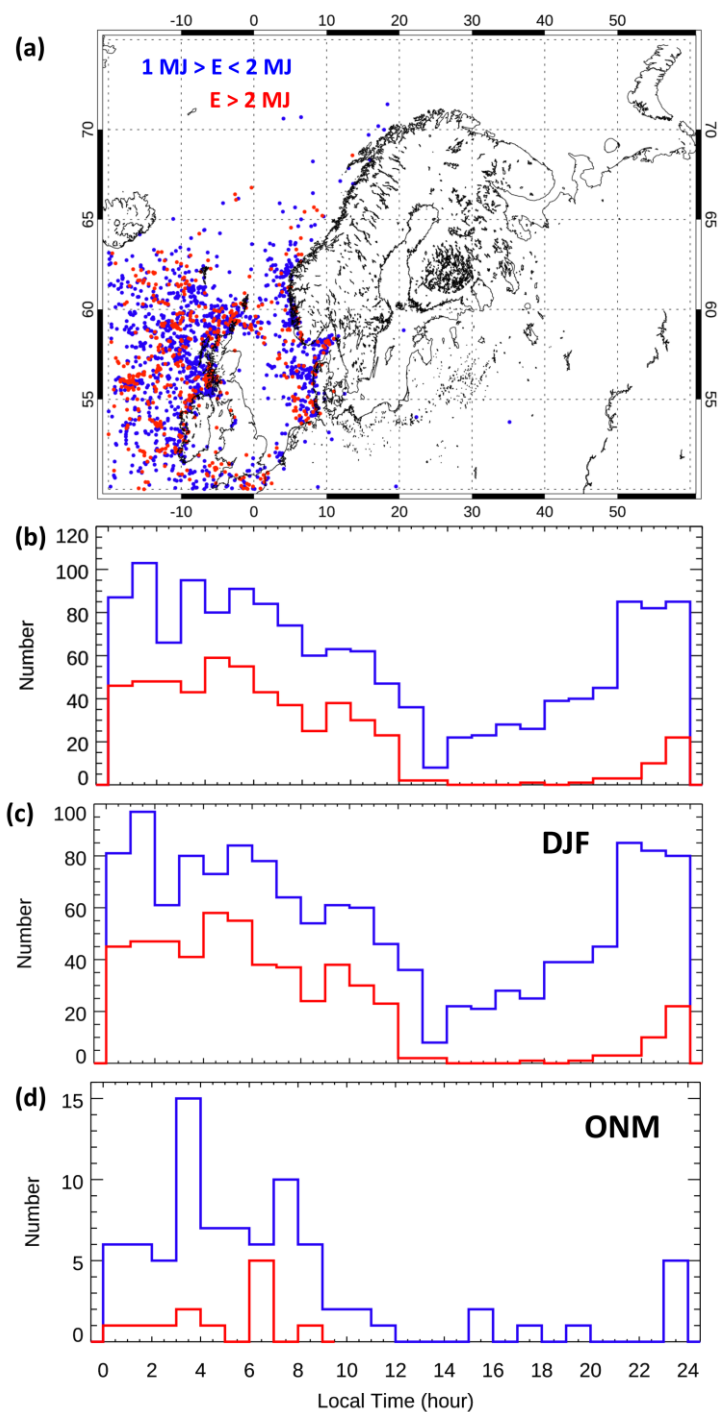 -10 0 10 20 30 40 50
(a)
1 MJ > E < 2 MJ
E > 2 MJ
70 70
65 65
60 60
55 55
-10 0 10 20 30 40 50
(b)
120
100
80
60
40
20
0
Number
(c)
DJF
100
80
60
40
20
0
Number
(d)
ONM
15
10
5
0
Number
0 2 4 6 8 10 12 14 16 18 20 22 24
Local Time (hour)